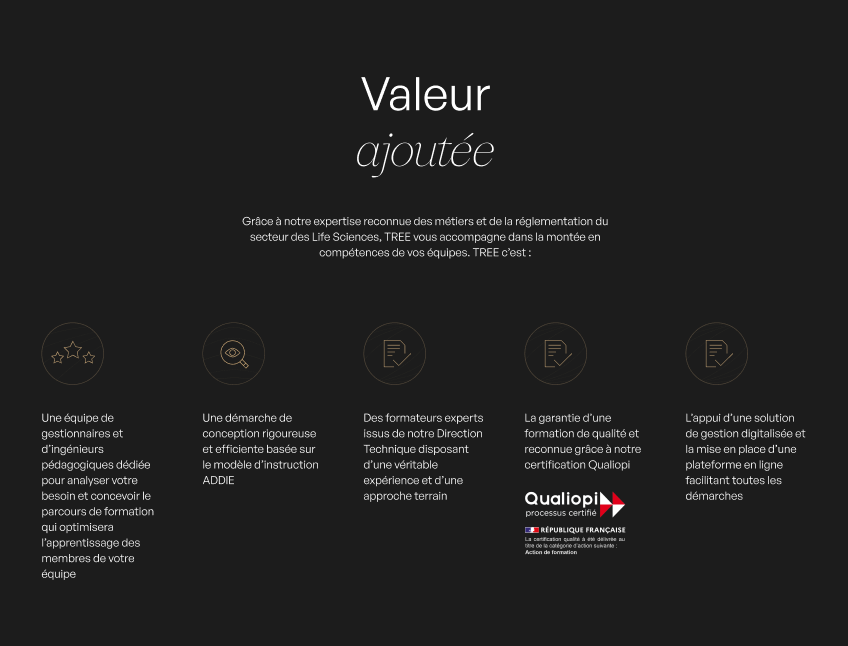 Valeur
ajoutée
Grâce à notre expertise reconnue des métiers et de la réglementation du
secteur des Life Sciences, TREE vous accompagne dans la montée en
compétences de vos équipes. TREE c'est :
Une équipe de
gestionnaires et
d'ingénieurs
pédagogiques dédiée
pour analyser votre
besoin et concevoir le
parcours de formation
qui optimisera
l'apprentissage des
membres de votre
équipe
Une démarche de
conception rigoureuse
et efficiente basée sur
le modèle d'instruction
ADDIE
Des formateurs experts
issus de notre Direction
Technique disposant
d'une véritable
expérience et d'une
approche terrain
La garantie d'une
formation de qualité et
reconnue grâce à notre
certification Qualiopi
Qualiopi
processus certifié
RÉPUBLIQUE FRANÇAISE
La certification qualité a été délivrée au
titre de la catégorie d'action suivante :
Action de formation
L'appui d'une solution
de gestion digitalisée et
la mise en place d'une
plateforme en ligne
facilitant toutes les
démarches